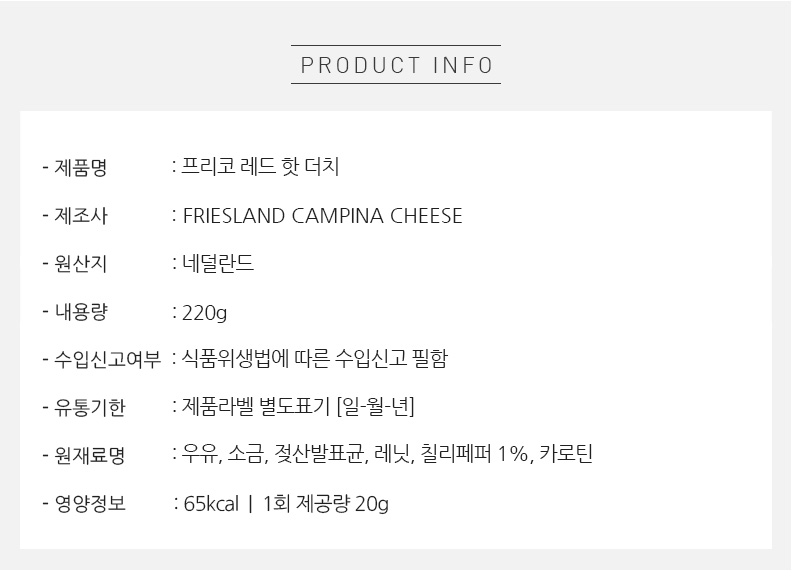 PRODUCT INFO
- 제품명 : 프리코 레드 핫 더치
- 제조사 : FRIESLAND CAMPINA CHEESE
- 원산지 : 네덜란드
- 내용량 : 220g
- 수입신고여부 : 식품위생법에 따른 수입신고 필함
- 유통기한 : 제품라벨 별도표기 [일-월-년]
- 원재료명 : 우유, 소금, 젖산발표균, 레닛, 칠리페퍼 1%, 카로틴
- 영양정보 : 65kcal | 1회 제공량 20g